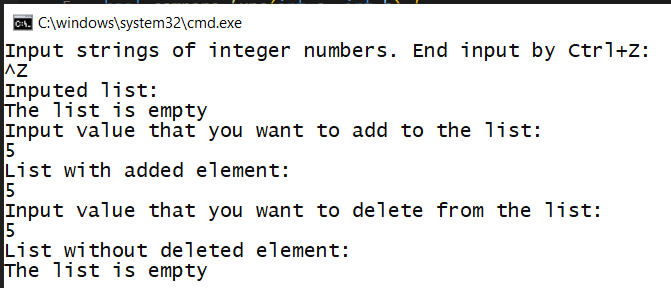 C:\windows\system32\cmd.exe
Input strings of integer numbers. End input by Ctrl+Z:
^Z
Inputed list:
The list is empty
Input value that you want to add to the list:
5
List with added element:
5
Input value that you want to delete from the list:
5
List without deleted element:
The list is empty